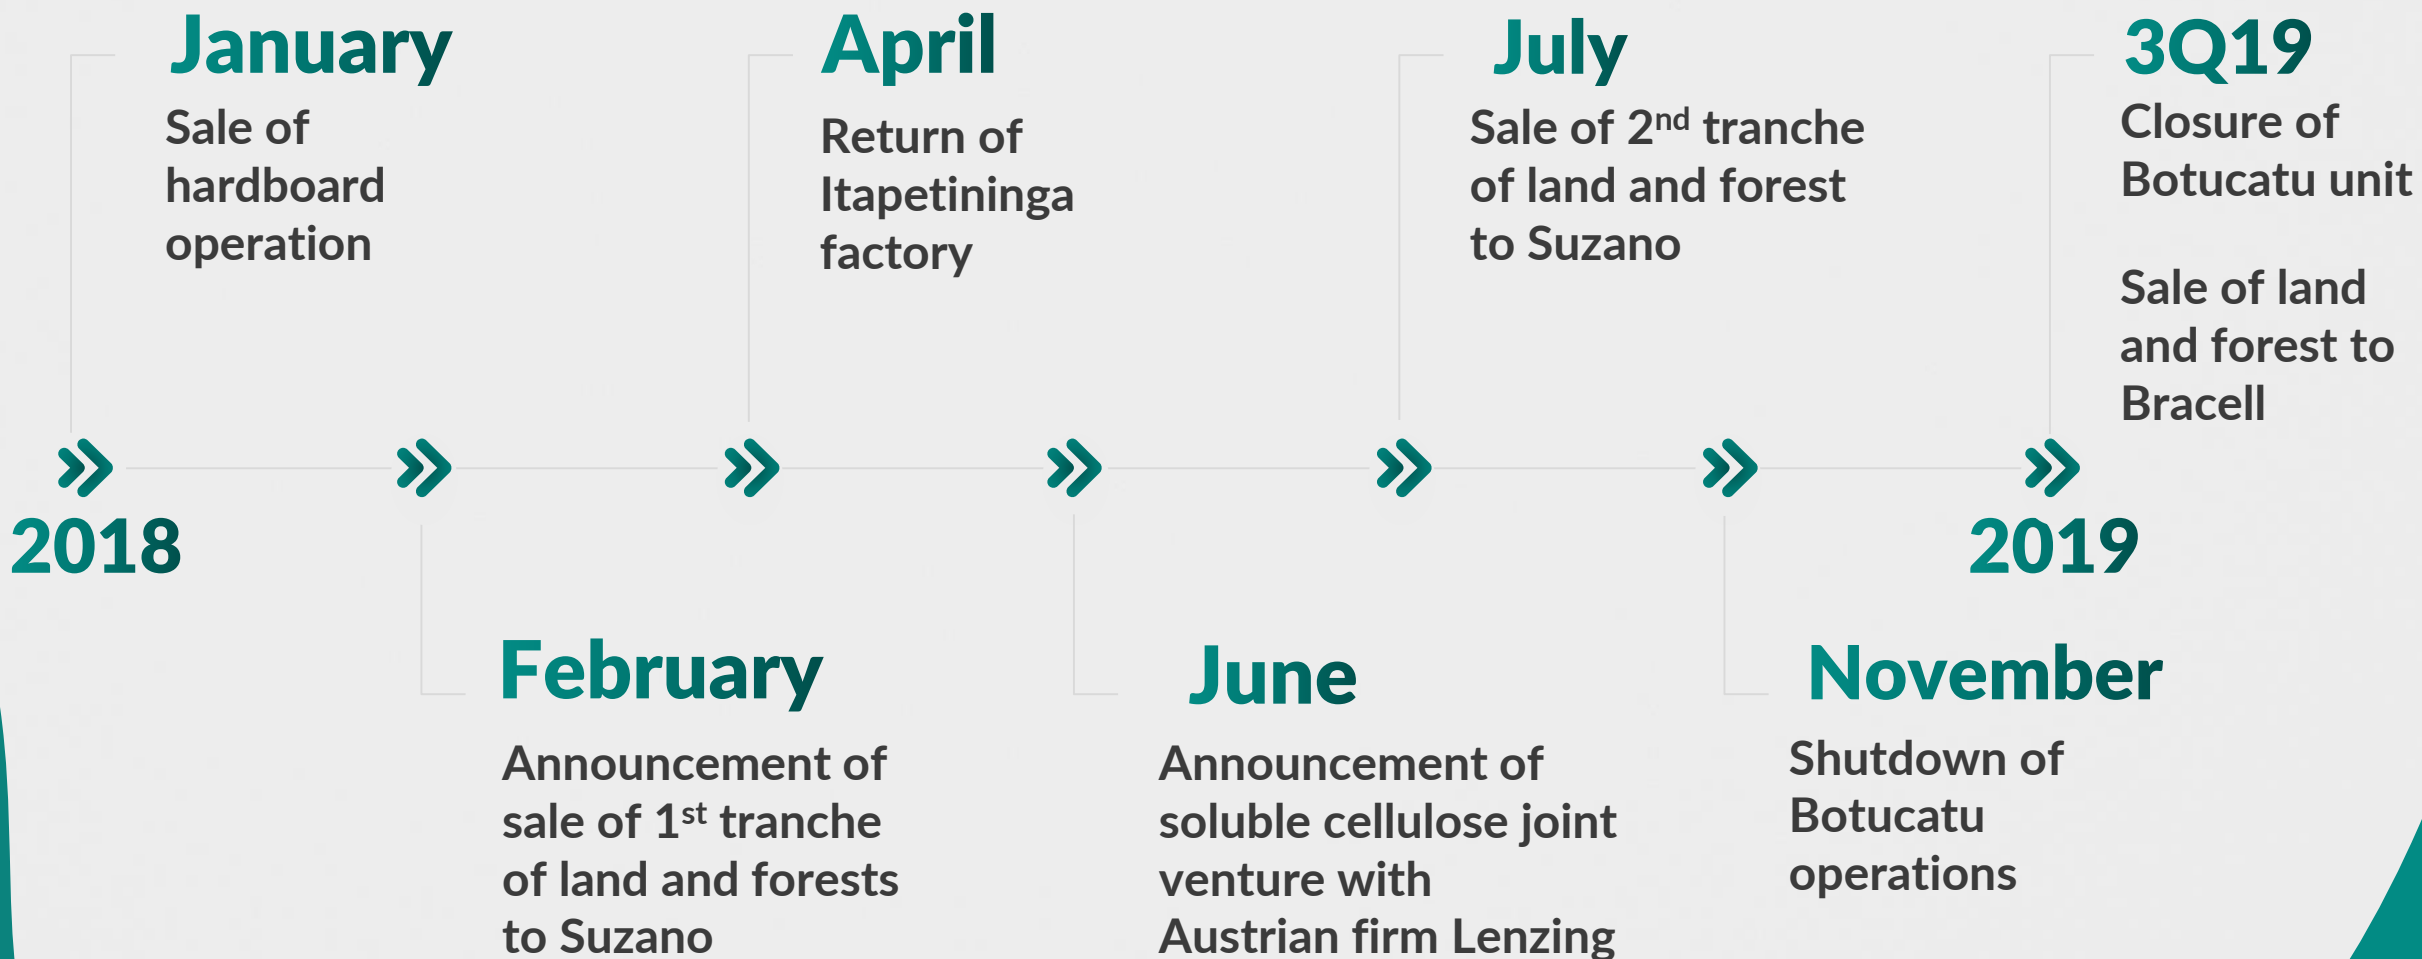 January
Sale of
hardboard
operation
April
Return of
Itapetininga
factory
July
Sale of 2nd tranche
of land and forest
to Suzano
3Q19
Closure of
Botucatu unit
Sale of land
and forest to
Bracell
2018
2019
February
Announcement of
sale of 1st tranche
of land and forests
to Suzano
June
Announcement of
soluble cellulose joint
venture with
Austrian firm Lenzing
November
Shutdown of
Botucatu
operations